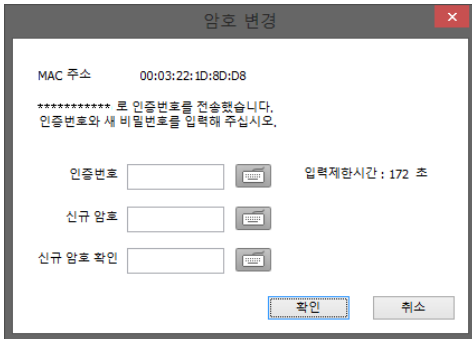 암호 변경
MAC 주소 00:03:22:1D:8D:D8
*********** 로 인증번호를 전송했습니다.
인증번호와 새 비밀번호를 입력해 주십시오.
인증번호 입력제한시간 : 172 초
신규 암호
신규 암호 확인
확인 취소